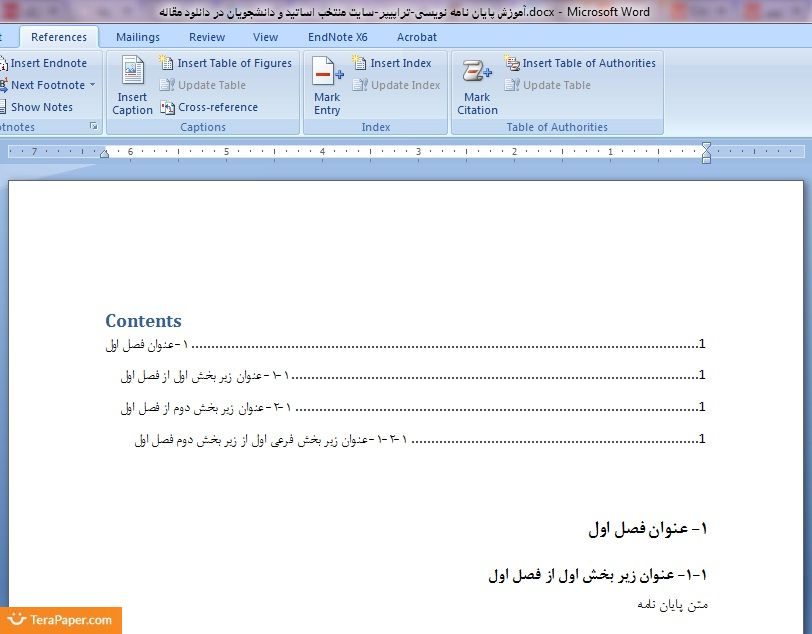 آموزش پایان نامه نویسی-تراپیپر-سایت منتخب اساتید و دانشجویان در دانلود مقاله.docx - Microsoft Word
References Mailings Review View EndNote X6 Acrobat
Insert Endnote
Next Footnote
Show Notes
otnotes
Insert Caption
Insert Table of Figures
Update Table
Cross-reference
Captions
Mark Entry
Insert Index
Update Index
Index
Mark Citation
Insert Table of Authorities
Update Table
Table of Authorities
7 6 5 4 3 2 1
Contents
۱-عنوان فصل اول ........ 1
۱-۱-عنوان زیر بخش اول از فصل اول ........ 1
۱-۲-عنوان زیر بخش دوم از فصل اول ........ 1
۱-۲-۱-عنوان زیر بخش فرعی اول از زیر بخش دوم فصل اول ........ 1
۱- عنوان فصل اول
۱-۱- عنوان زیر بخش اول از فصل اول
متن پایان نامه
TeraPaper.com